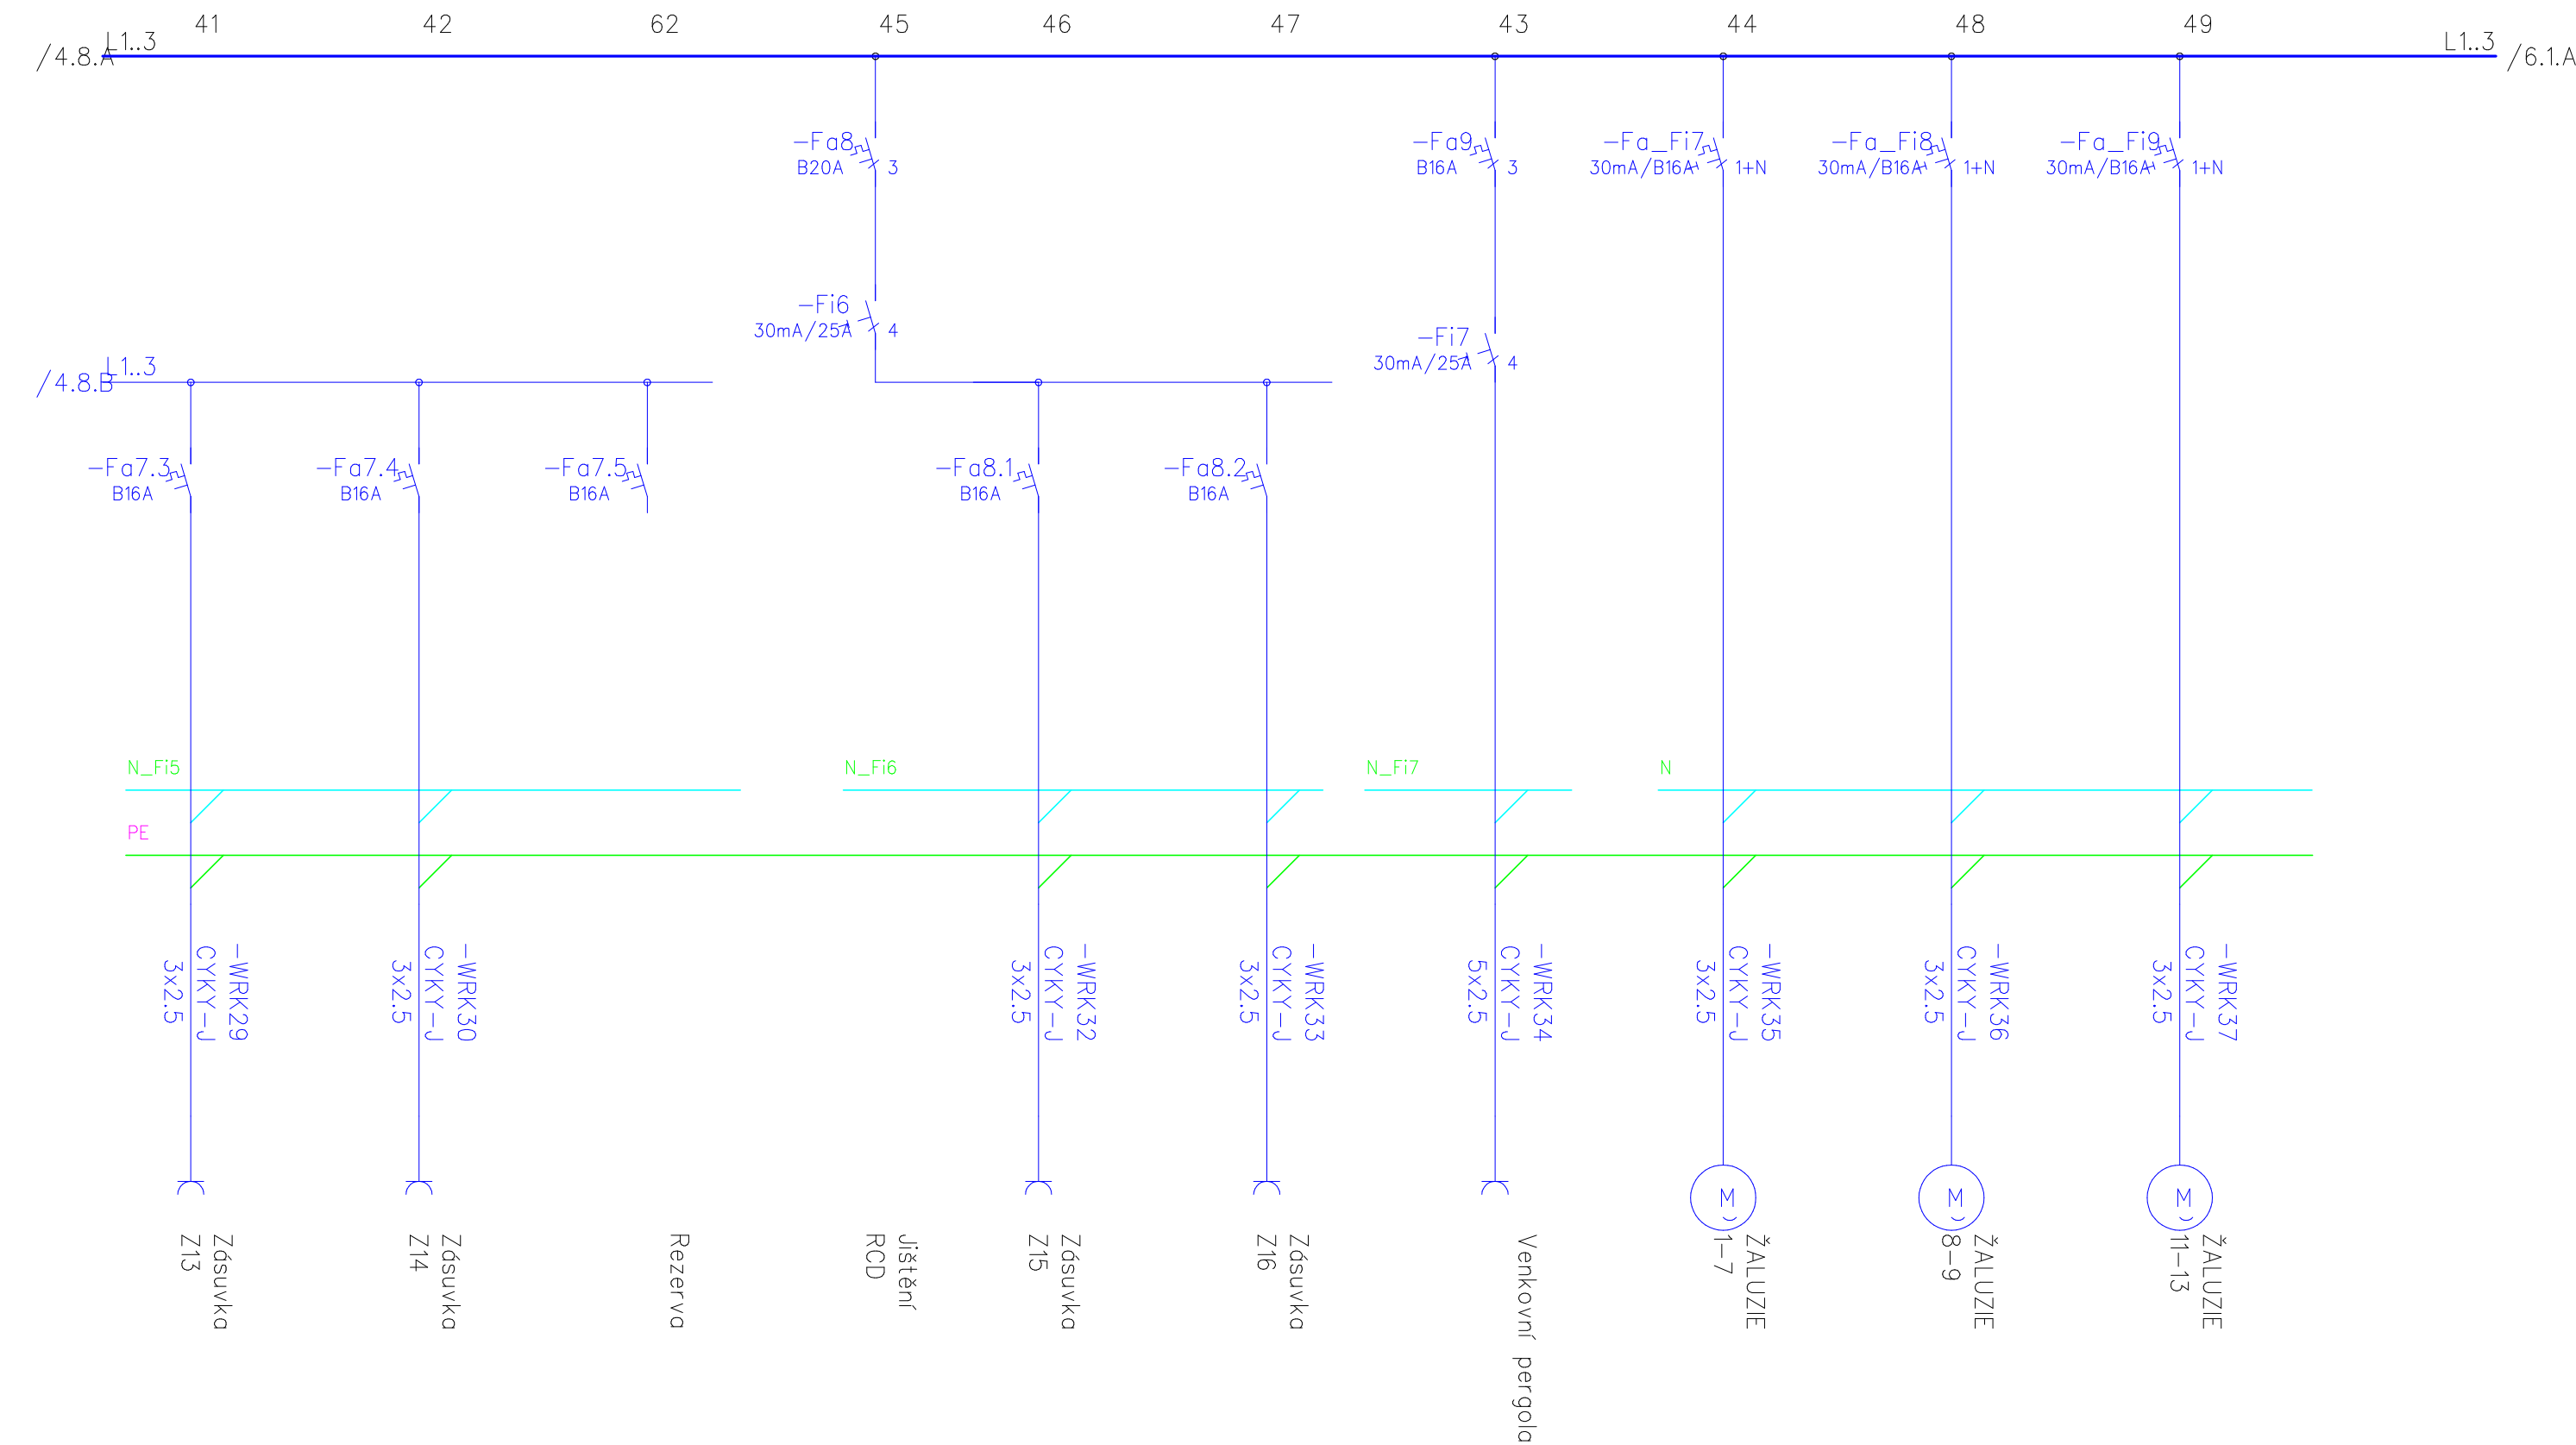 41 42 62 45 46 47 43 44 48 49
L1..3 L1..3
/4.8.A /6.1.A
-Fa8 -Fa9 -Fa_Fi7 -Fa_Fi8 -Fa_Fi9
B20A 3 B16A 3 30mA/B16A 1+N 30mA/B16A 1+N 30mA/B16A 1+N
-Fi6
30mA/25A 4
-Fi7
30mA/25A 4
L1..3
/4.8.B
-Fa7.3 -Fa7.4 -Fa7.5 -Fa8.1 -Fa8.2
B16A B16A B16A B16A B16A
N_Fi5 N_Fi6 N_Fi7 N
PE
-WRK29
CYKY-J
3x2.5
-WRK30
CYKY-J
3x2.5
-WRK32
CYKY-J
3x2.5
-WRK33
CYKY-J
3x2.5
-WRK34
CYKY-J
5x2.5
-WRK35
CYKY-J
3x2.5
-WRK36
CYKY-J
3x2.5
-WRK37
CYKY-J
3x2.5
M M M
Zásuvka
Z13
Zásuvka
Z14
Rezerva
Jištění
RCD
Zásuvka
Z15
Zásuvka
Z16
Venkovní pergola
ŽALUZIE
1-7
ŽALUZIE
8-9
ŽALUZIE
11-13